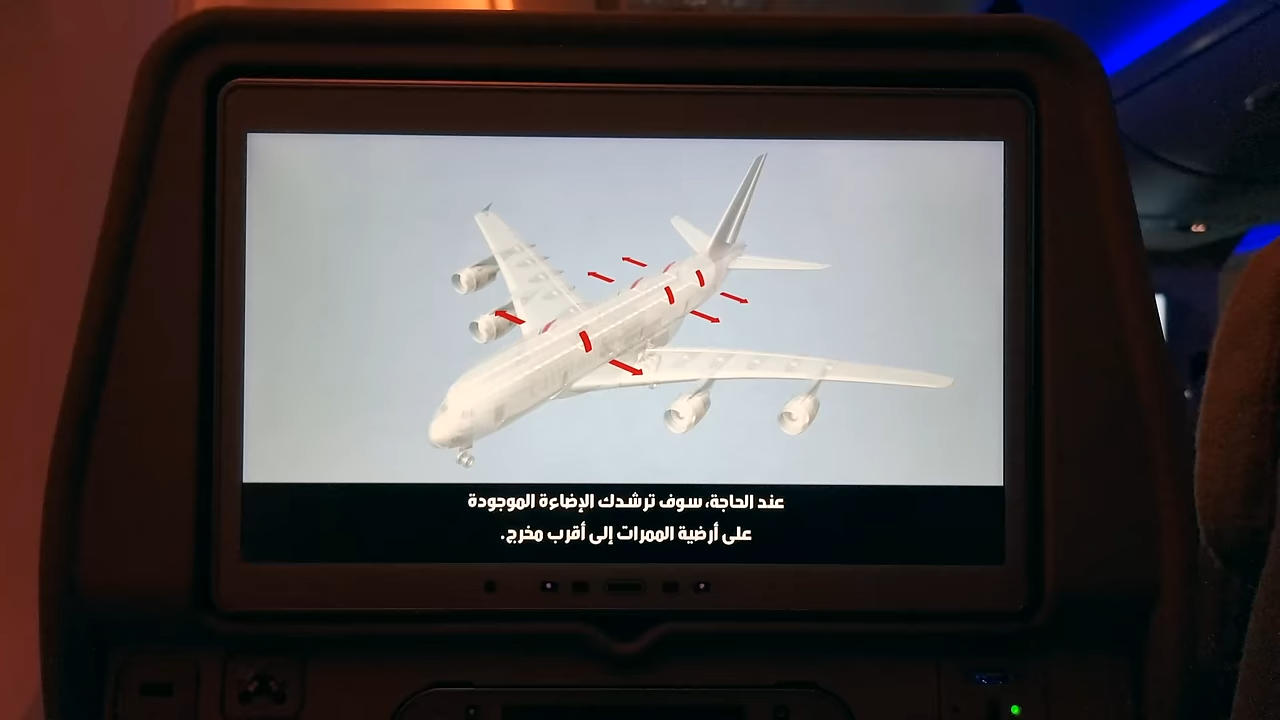 عند الحاجة، سوف ترشدك الإضاءة الموجودة
على أرضية الممرات إلى أقرب مخرج.